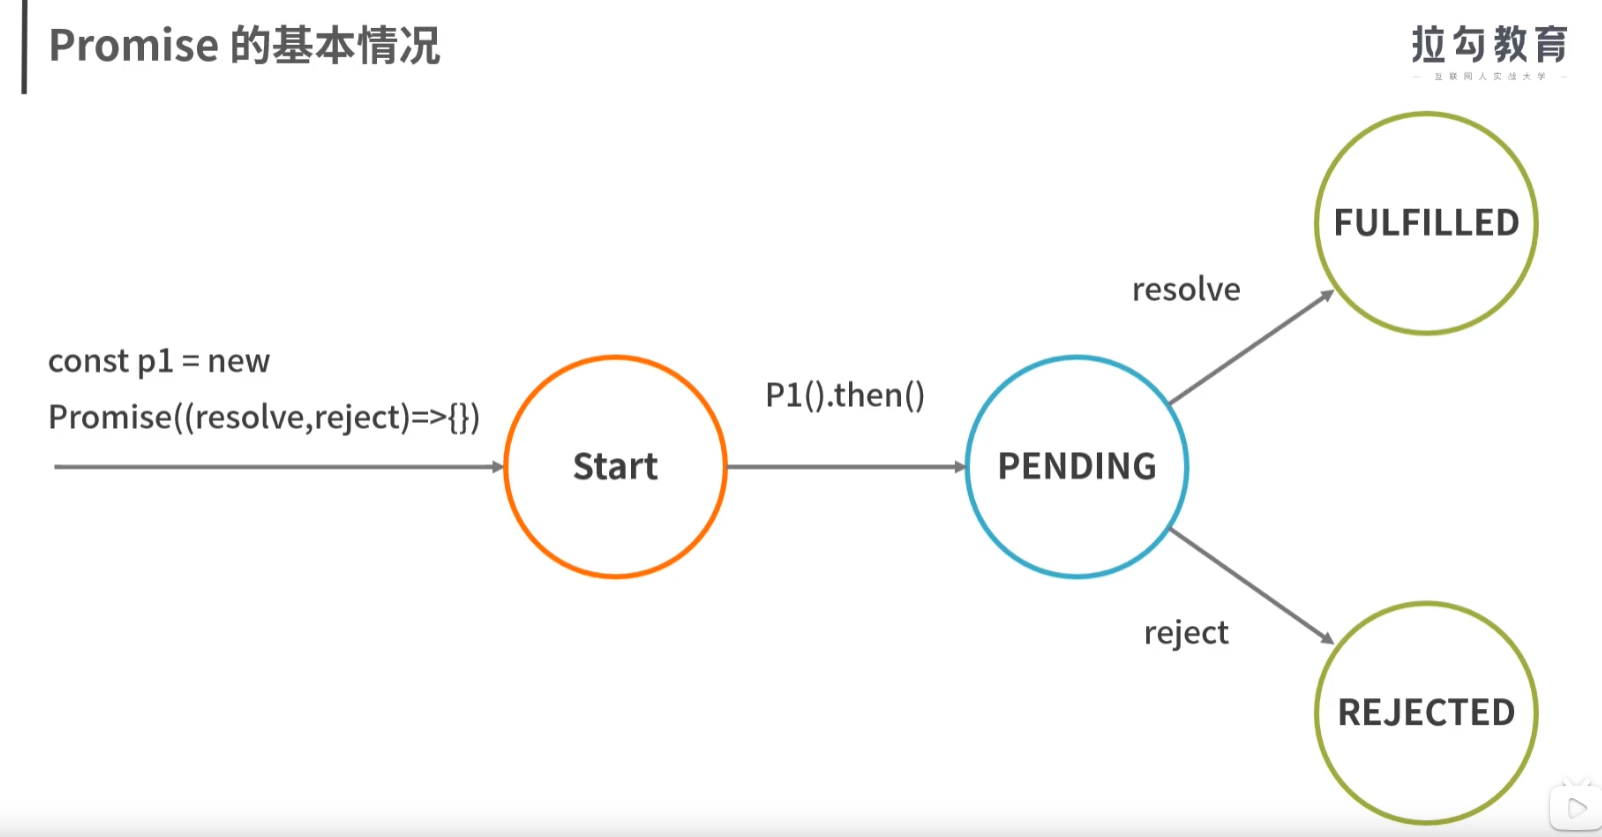 Promise 的基本情况
拉勾教育
互联网人实战大学
FULFILLED
resolve
const p1 = new
Promise((resolve,reject)=>{})
P1().then()
Start
PENDING
reject
REJECTED